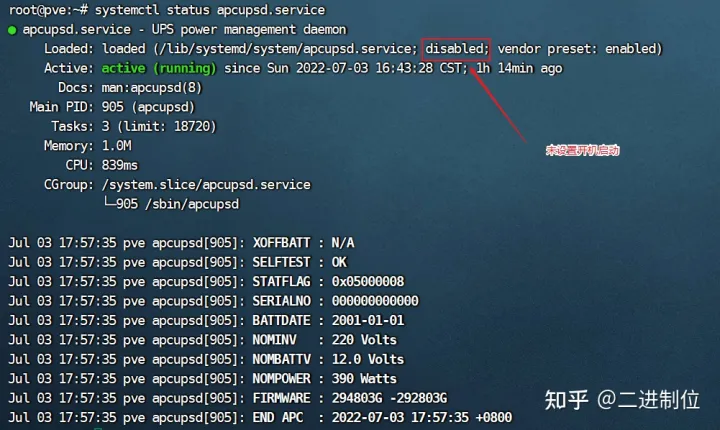 root@pve:~# systemctl status apcupsd.service
● apcupsd.service - UPS power management daemon
Loaded: loaded (/lib/systemd/system/apcupsd.service; disabled; vendor preset: enabled)
Active: active (running) since Sun 2022-07-03 16:43:28 CST; 1h 14min ago
Docs: man:apcupsd(8)
Main PID: 905 (apcupsd)
Tasks: 3 (limit: 18720)
Memory: 1.0M
CPU: 839ms
CGroup: /system.slice/apcupsd.service
└─905 /sbin/apcupsd
未设置开机启动
Jul 03 17:57:35 pve apcupsd[905]: XOFFBATT : N/A
Jul 03 17:57:35 pve apcupsd[905]: SELFTEST : OK
Jul 03 17:57:35 pve apcupsd[905]: STATFLAG : 0x05000008
Jul 03 17:57:35 pve apcupsd[905]: SERIALNO : 000000000000
Jul 03 17:57:35 pve apcupsd[905]: BATTDATE : 2001-01-01
Jul 03 17:57:35 pve apcupsd[905]: NOMINV   : 220 Volts
Jul 03 17:57:35 pve apcupsd[905]: NOMBATTV : 12.0 Volts
Jul 03 17:57:35 pve apcupsd[905]: NOMPOWER : 390 Watts
Jul 03 17:57:35 pve apcupsd[905]: FIRMWARE : 294803G -292803G
Jul 03 17:57:35 pve apcupsd[905]: END APC  : 2022-07-03 17:57:35 +0800
知乎 @二进制位